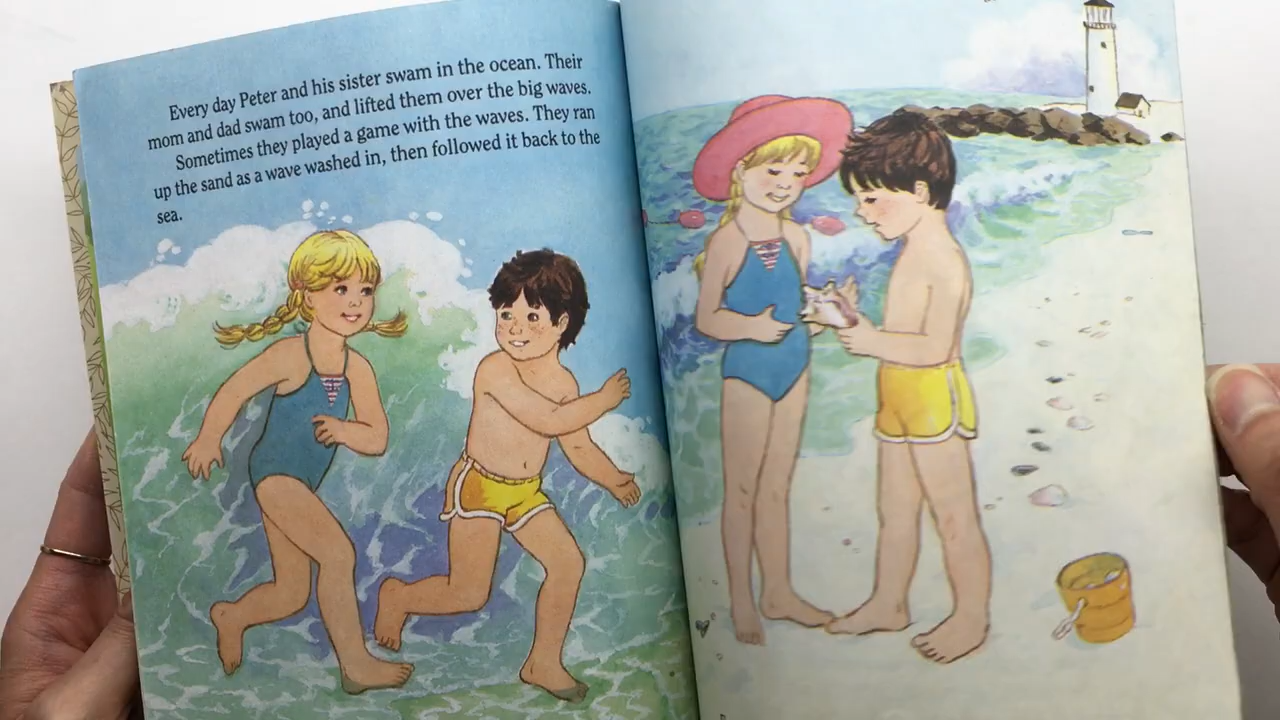 Every day Peter and his sister swam in the ocean. Their
mom and dad swam too, and lifted them over the big waves.
Sometimes they played a game with the waves. They ran
up the sand as a wave washed in, then followed it back to the
sea.